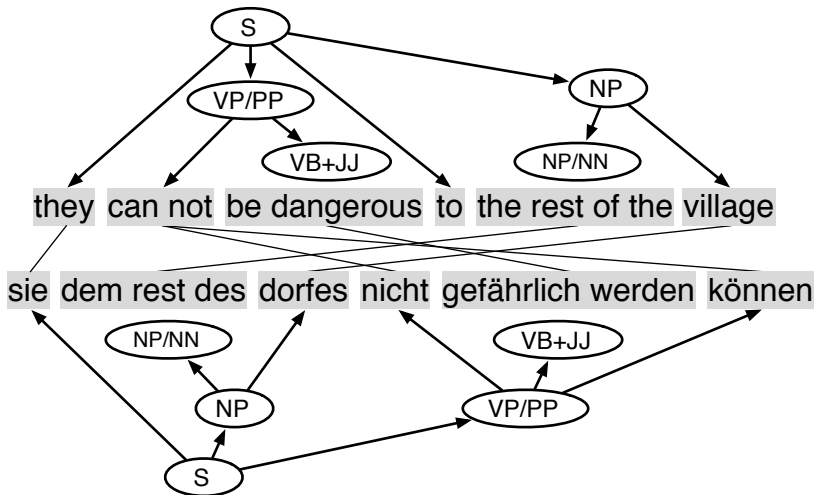 S
VP/PP NP
VB+JJ NP/NN
they can not be dangerous to the rest of the village
sie dem rest des dorfes nicht gefährlich werden können
NP/NN VB+JJ
NP VP/PP
S